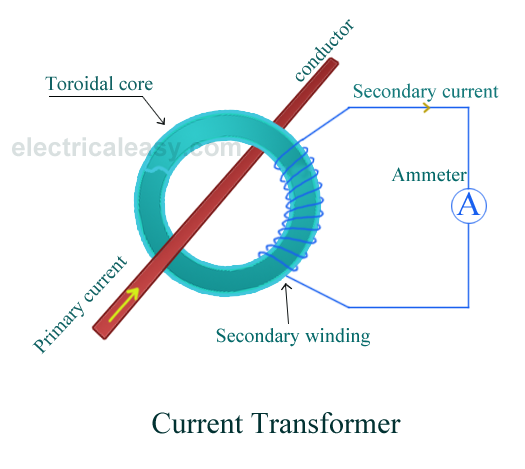 conductor
Toroidal core
Secondary current
electricaleasy.com
Ammeter
A
Primary current
Secondary winding
Current Transformer